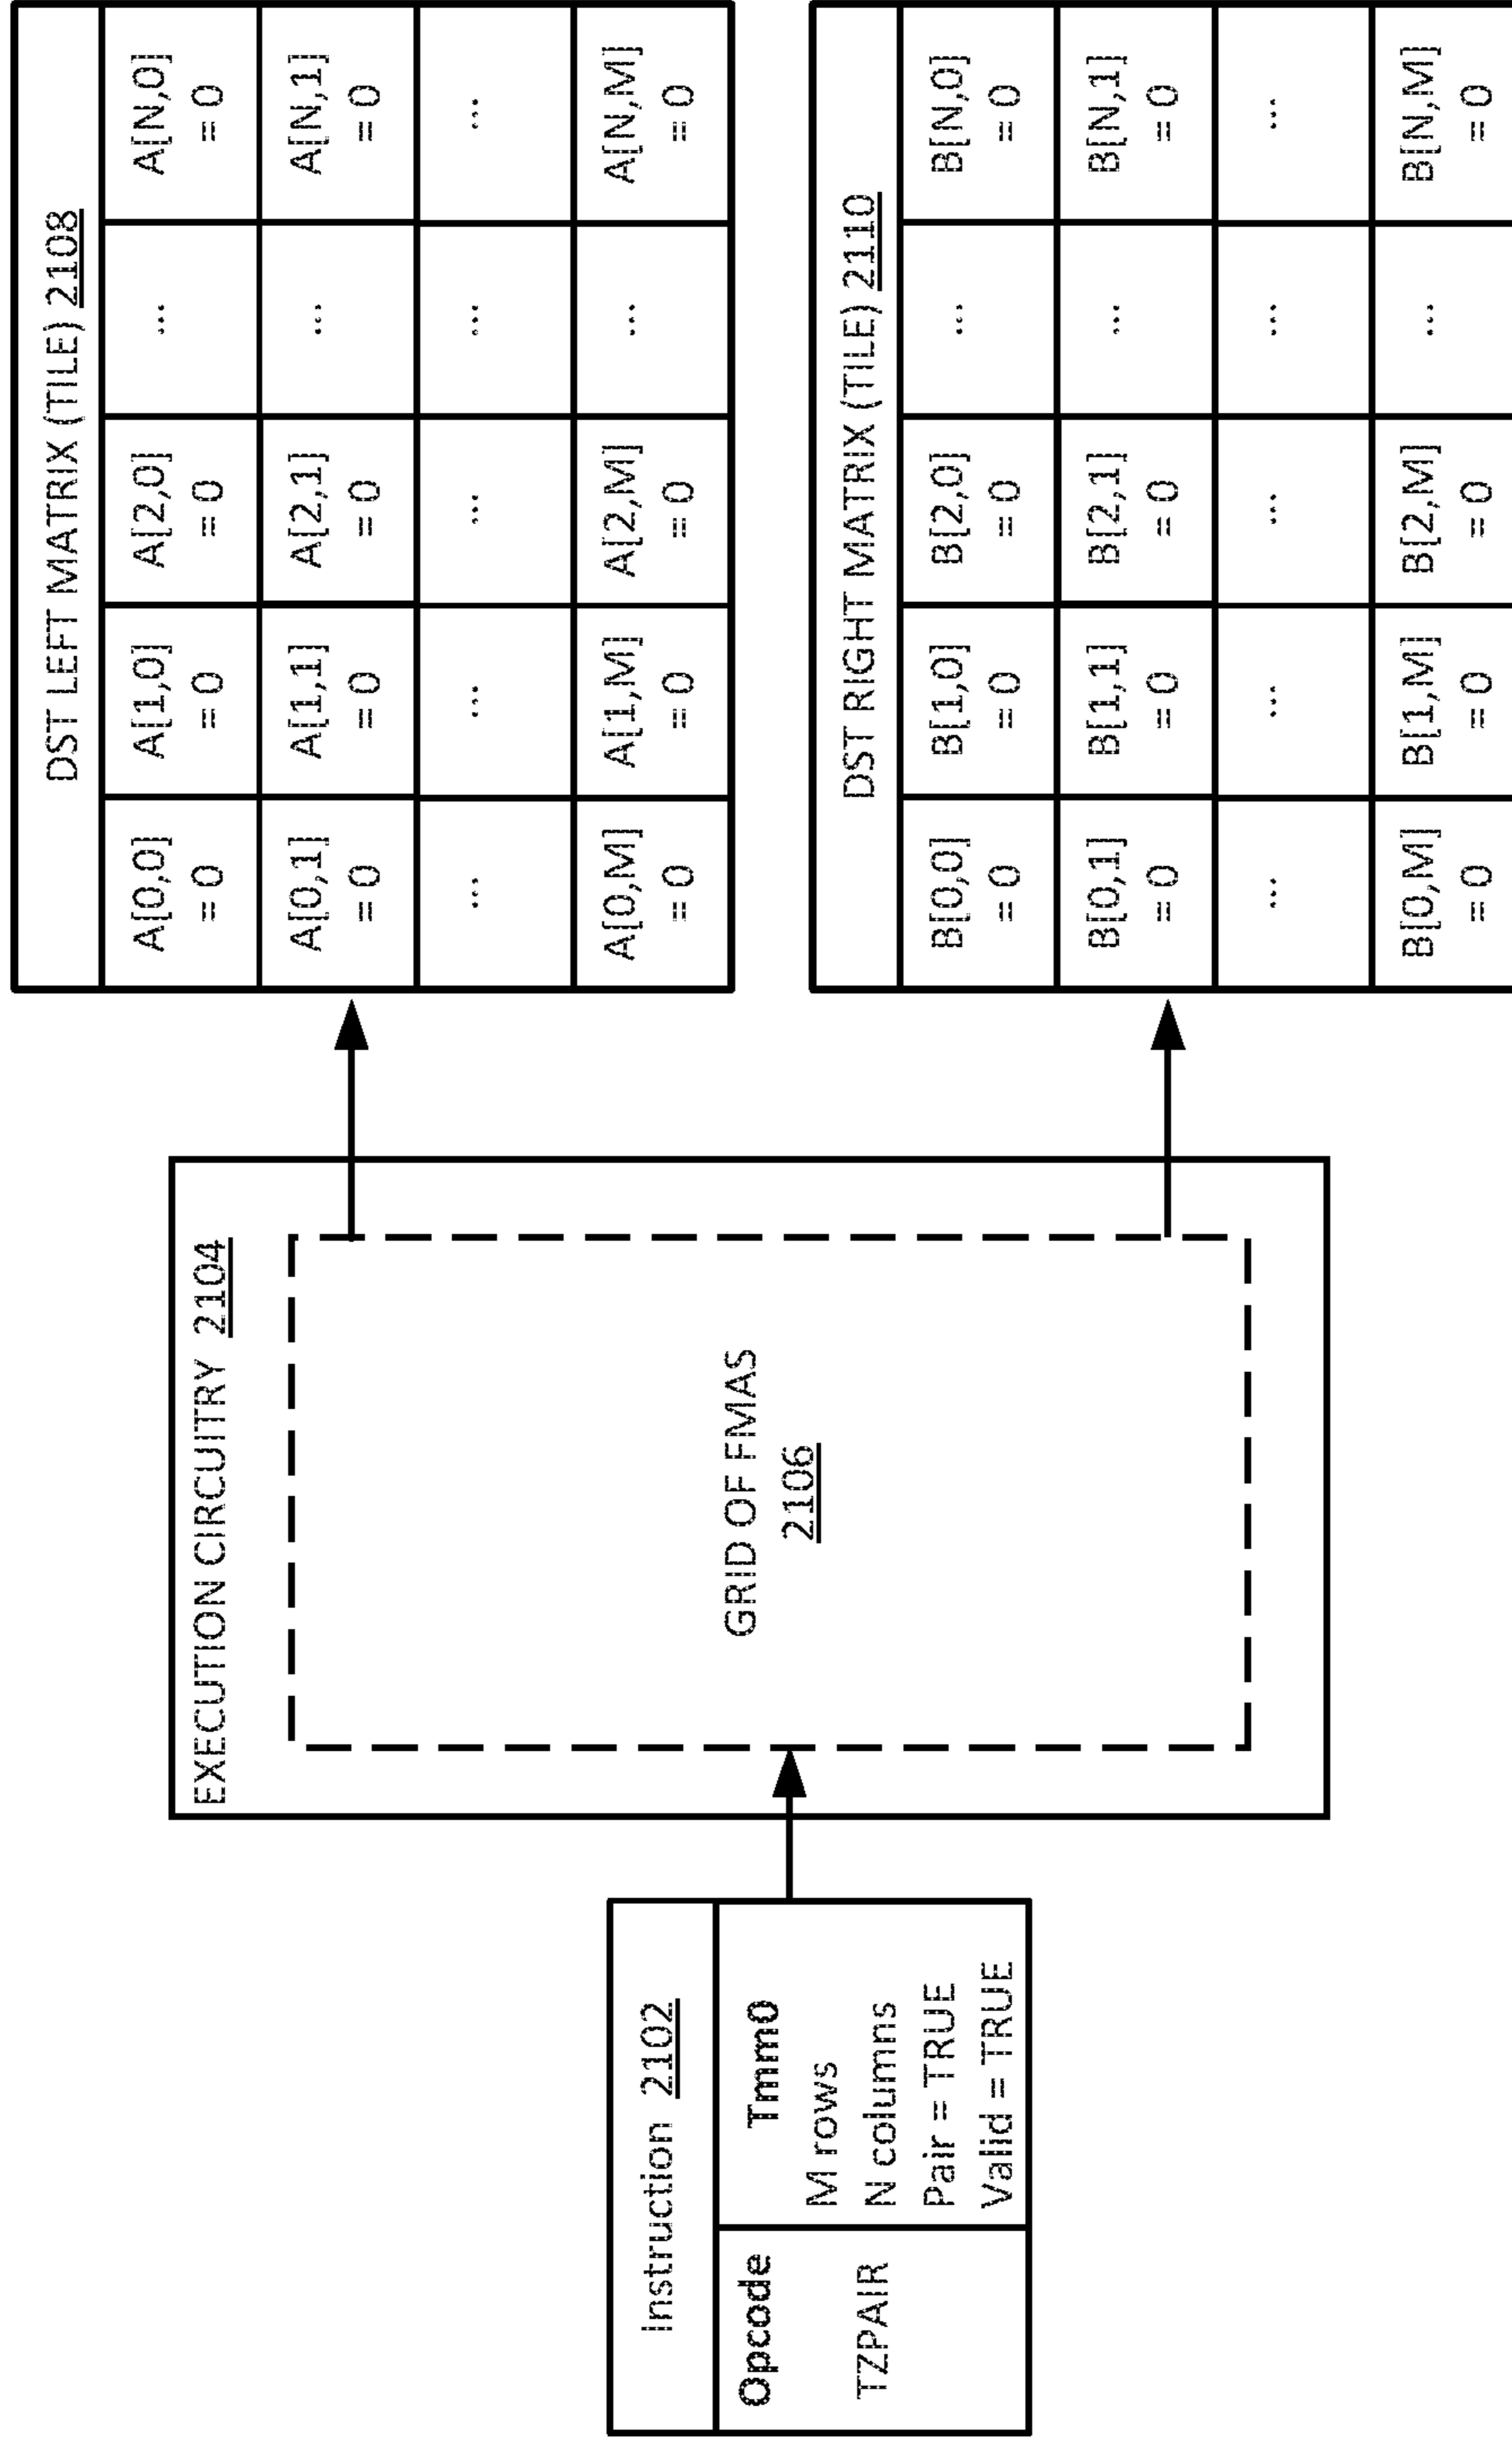 Instruction 2102
Opcode
TZPAIR
Tmm0
M rows
N columns
Pair = TRUE
Valid = TRUE
EXECUTION CIRCUITRY 2104
GRID OF FMAS
2106
DST LEFT MATRIX (TILE) 2108
A[0,0] = 0 A[1,0] = 0 A[2,0] = 0 ... A[N,0] = 0
A[0,1] = 0 A[1,1] = 0 A[2,1] = 0 ... A[N,1] = 0
... ... ... ... ...
A[0,M] = 0 A[1,M] = 0 A[2,M] = 0 ... A[N,M] = 0
DST RIGHT MATRIX (TILE) 2110
B[0,0] = 0 B[1,0] = 0 B[2,0] = 0 ... B[N,0] = 0
B[0,1] = 0 B[1,1] = 0 B[2,1] = 0 ... B[N,1] = 0
... ... ... ... ...
B[0,M] = 0 B[1,M] = 0 B[2,M] = 0 ... B[N,M] = 0